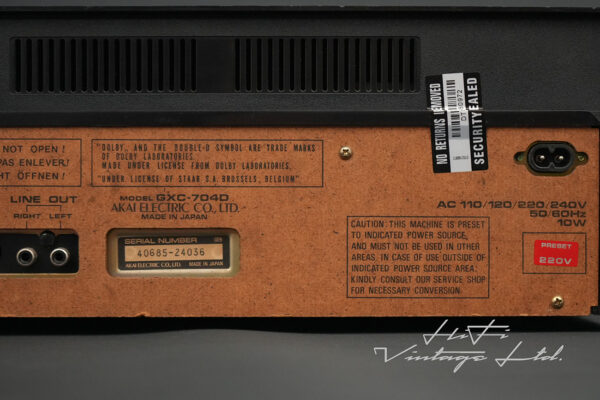 NOT OPEN !
PAS ENLEVER!
HT ÖFFNEN !
"DOLBY, AND THE DOUBLE-D SYMBOL ARE TRADE MARKS
OF DOLBY LABORATORIES.
MADE UNDER LICENSE FROM DOLBY LABORATORIES.
"UNDER LICENSE OF STAAR S.A. BRUSSELS, BELGIUM"
NO RETURNS REMOVED
SECURITY SEALED
LINE OUT
RIGHT LEFT
MODEL GXC-704D
AKAI ELECTRIC CO., LTD.
MADE IN JAPAN
SERIAL NUMBER
40685-24036
AKAI ELECTRIC CO., LTD. MADE IN JAPAN
AC 110/120/220/240V
50/60Hz
10W
CAUTION: THIS MACHINE IS PRESET
TO INDICATED POWER SOURCE,
AND MUST NOT BE USED IN OTHER
AREAS. IN CASE OF USE OUTSIDE OF
INDICATED POWER SOURCE AREA;
KINDLY CONSULT OUR SERVICE SHOP
FOR NECESSARY CONVERSION.
PRESET
220V
HiFi
Vintage Ltd.